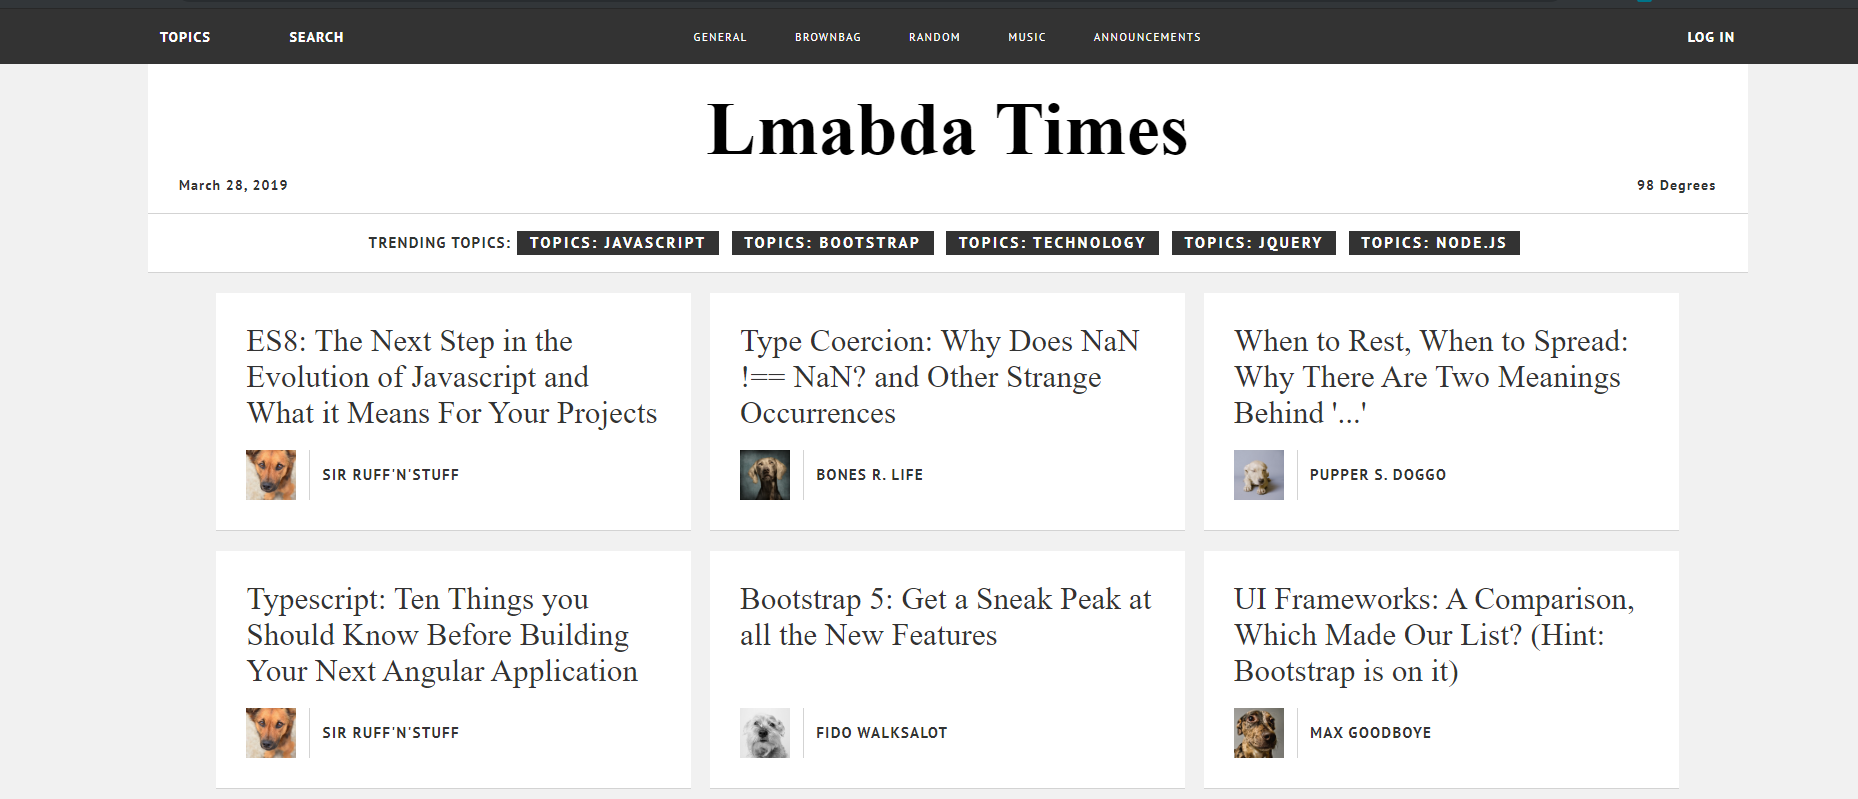 TOPICS SEARCH GENERAL BROWNBAG RANDOM MUSIC ANNOUNCEMENTS LOG IN
Lmabda Times
March 28, 2019 98 Degrees
TRENDING TOPICS: TOPICS: JAVASCRIPT TOPICS: BOOTSTRAP TOPICS: TECHNOLOGY TOPICS: JQUERY TOPICS: NODE.JS
ES8: The Next Step in the
Evolution of Javascript and
What it Means For Your Projects
SIR RUFF'N'STUFF
Type Coercion: Why Does NaN
!== NaN? and Other Strange
Occurrences
BONES R. LIFE
When to Rest, When to Spread:
Why There Are Two Meanings
Behind '...'
PUPPER S. DOGGO
Typescript: Ten Things you
Should Know Before Building
Your Next Angular Application
SIR RUFF'N'STUFF
Bootstrap 5: Get a Sneak Peak at
all the New Features
FIDO WALKSALOT
UI Frameworks: A Comparison,
Which Made Our List? (Hint:
Bootstrap is on it)
MAX GOODBOYE